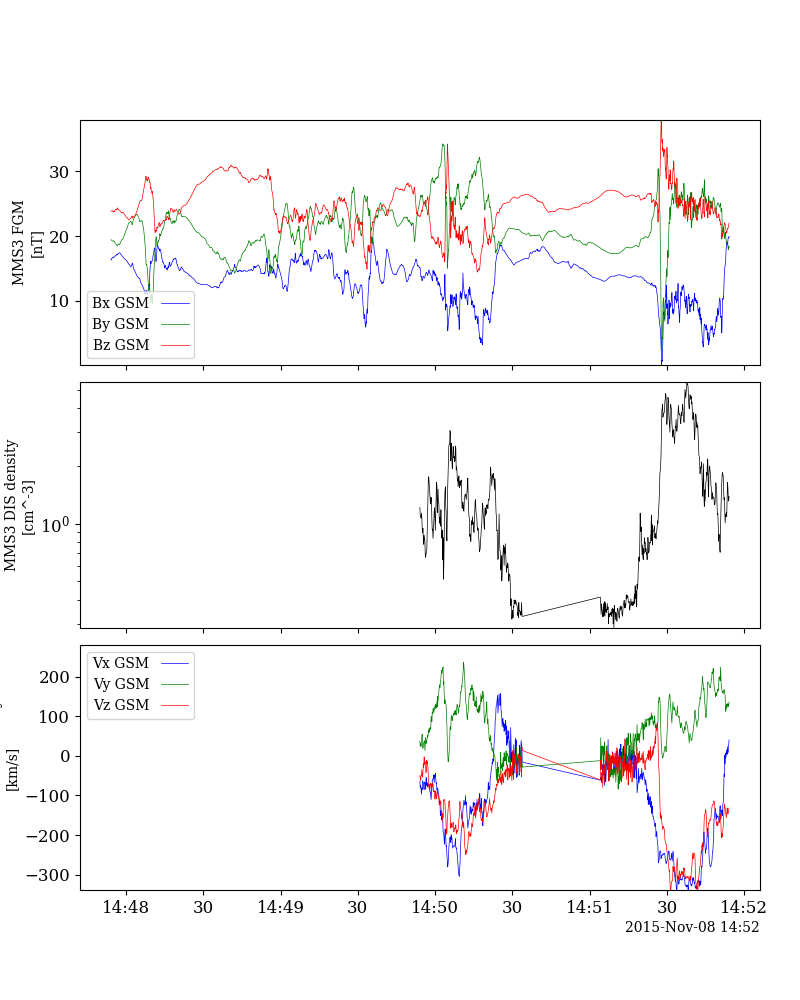 MMS3 FGM
[nT]
30
20
10
Bx GSM
By GSM
Bz GSM
MMS3 DIS density
[cm^-3]
10^0
Vx GSM
Vy GSM
Vz GSM
[km/s]
200
100
0
−100
−200
−300
14:48
30
14:49
30
14:50
30
14:51
30
14:52
2015-Nov-08 14:52